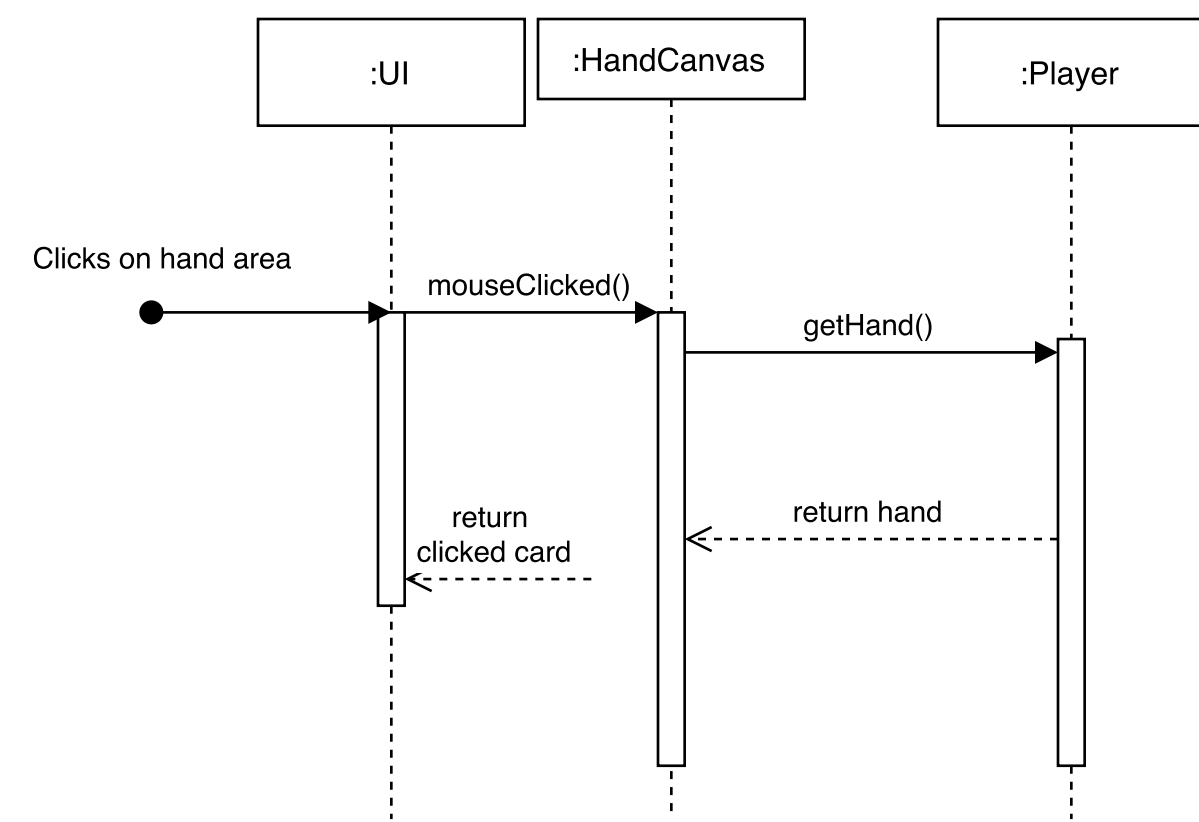 :UI
:HandCanvas
:Player
Clicks on hand area
mouseClicked()
getHand()
return hand
return
clicked card